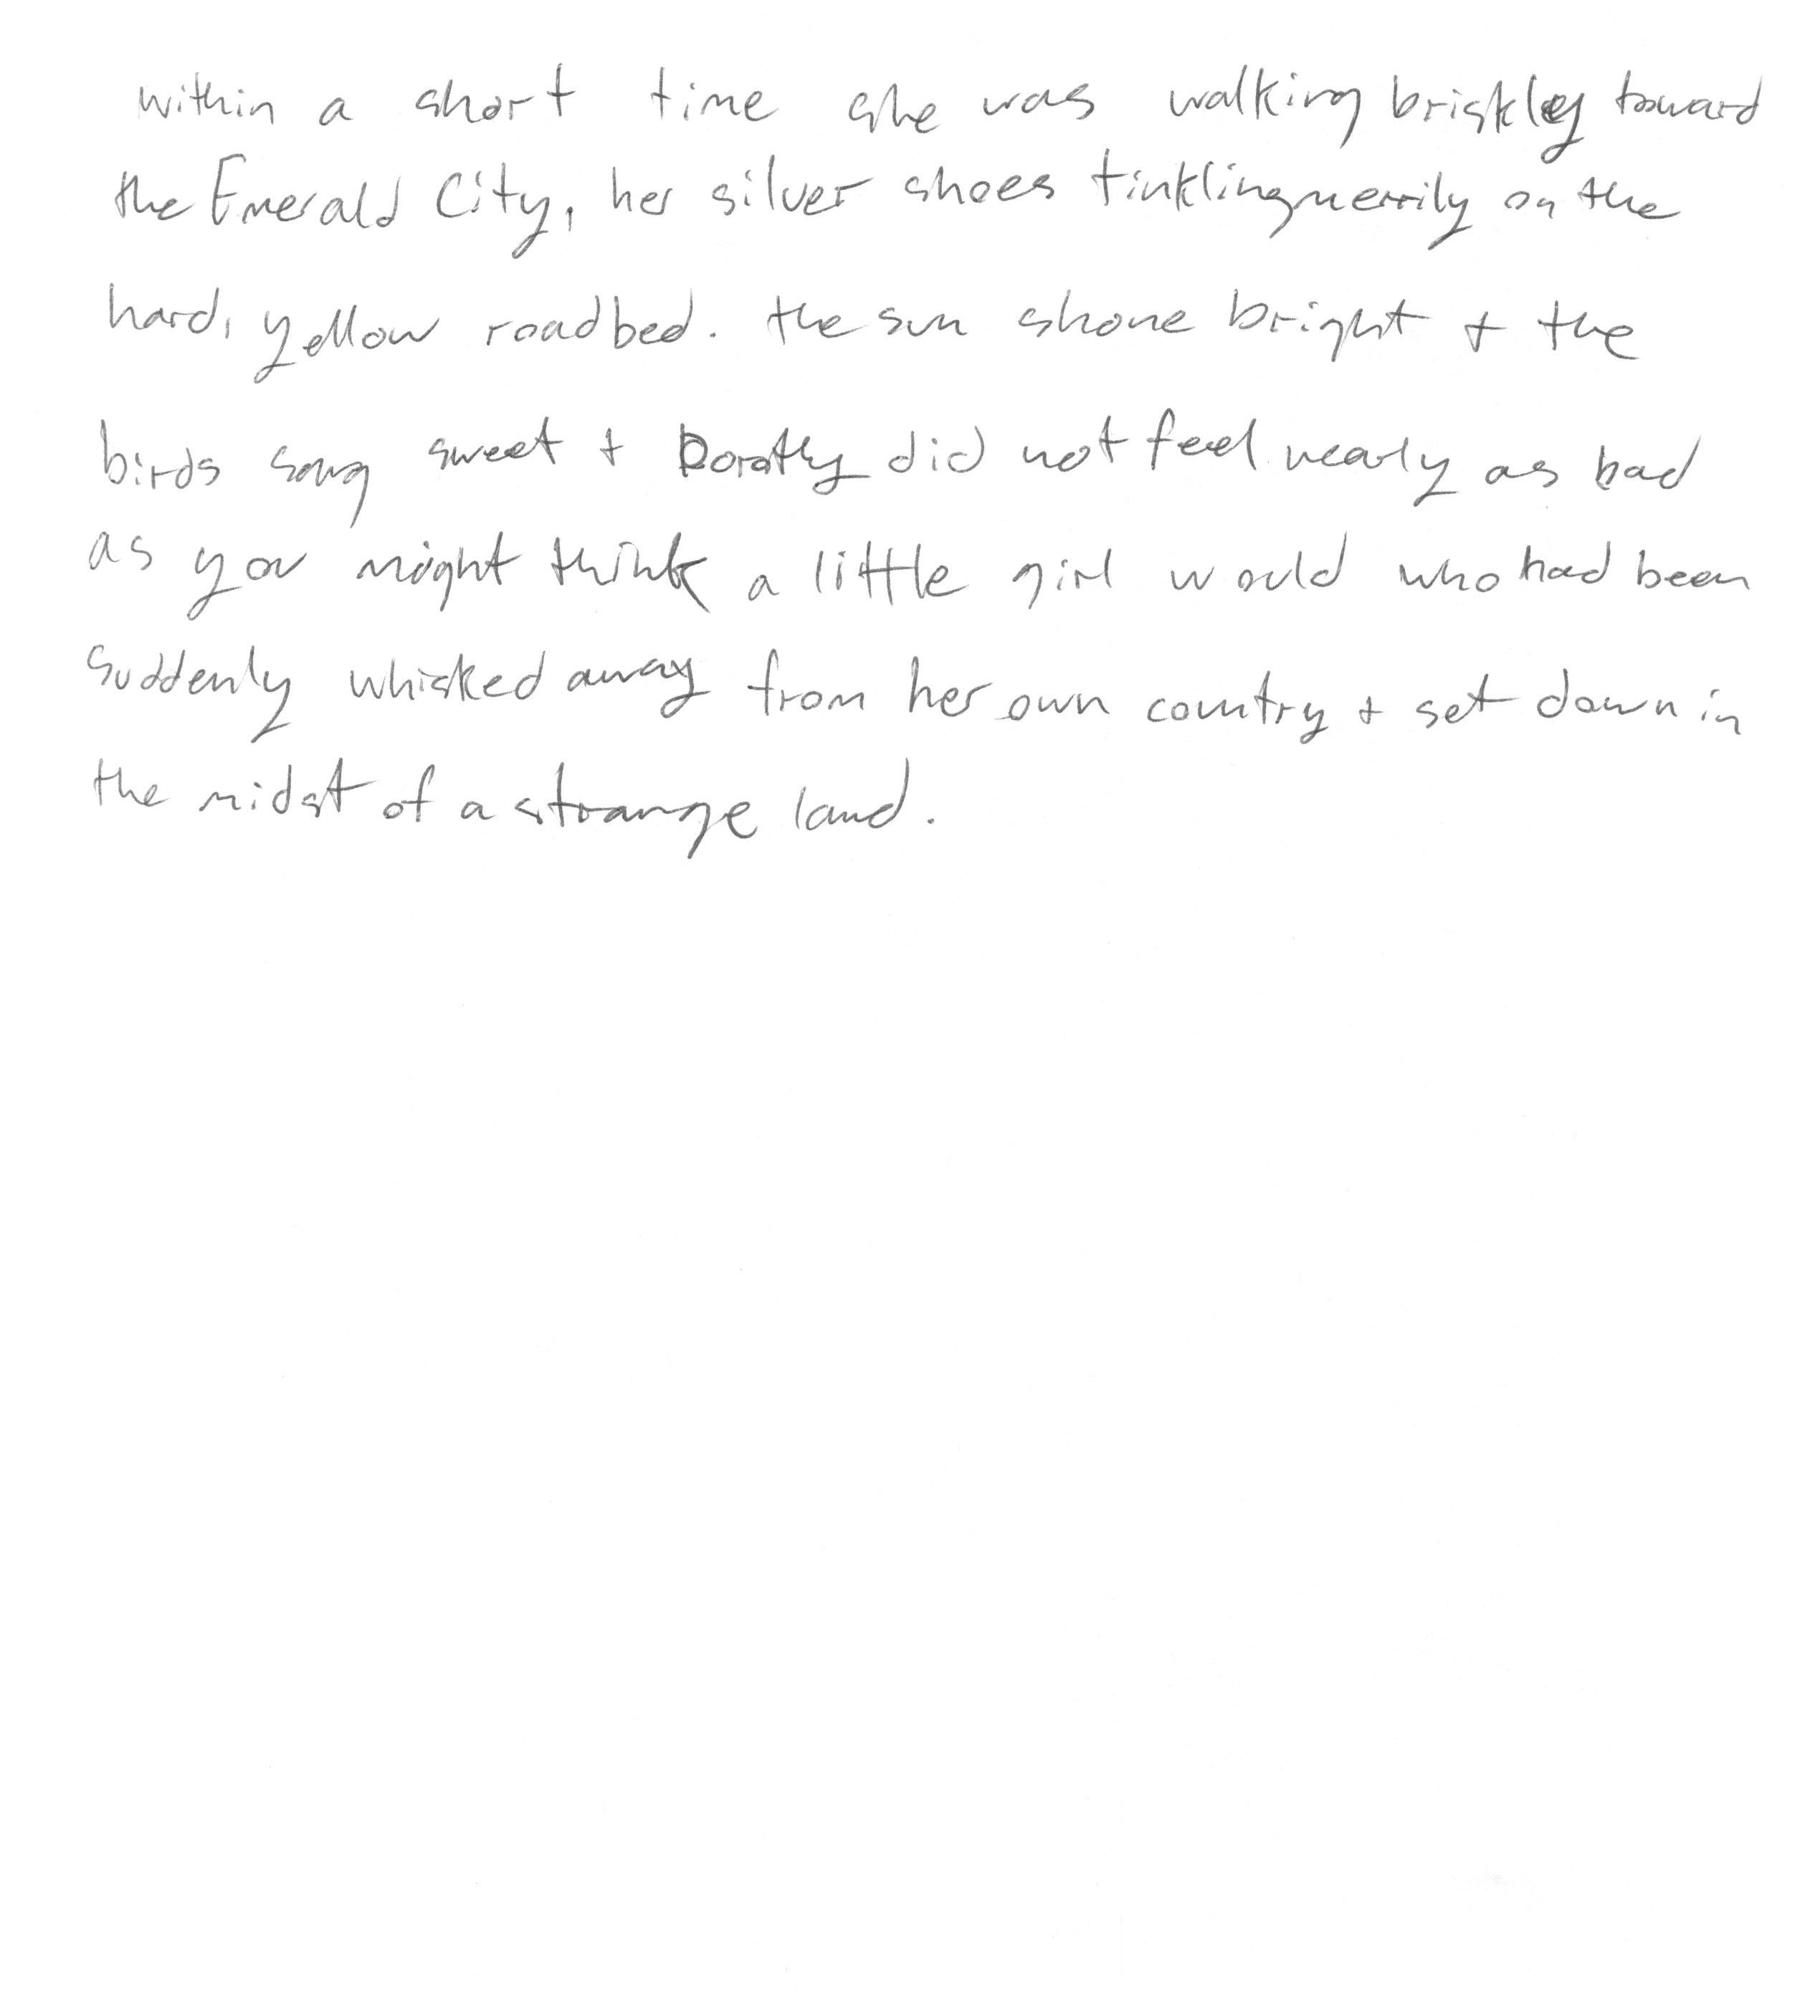 within a short time she was walking briskley toward
the Emerald City, her silver shoes tinkling merrily on the
hard, yellow roadbed. the sun shone bright + the
birds sang sweet + Dorothy did not feel nearly as bad
as you might think a little girl would who had been
suddenly whisked away from her own country + set down in
the midst of a strange land.